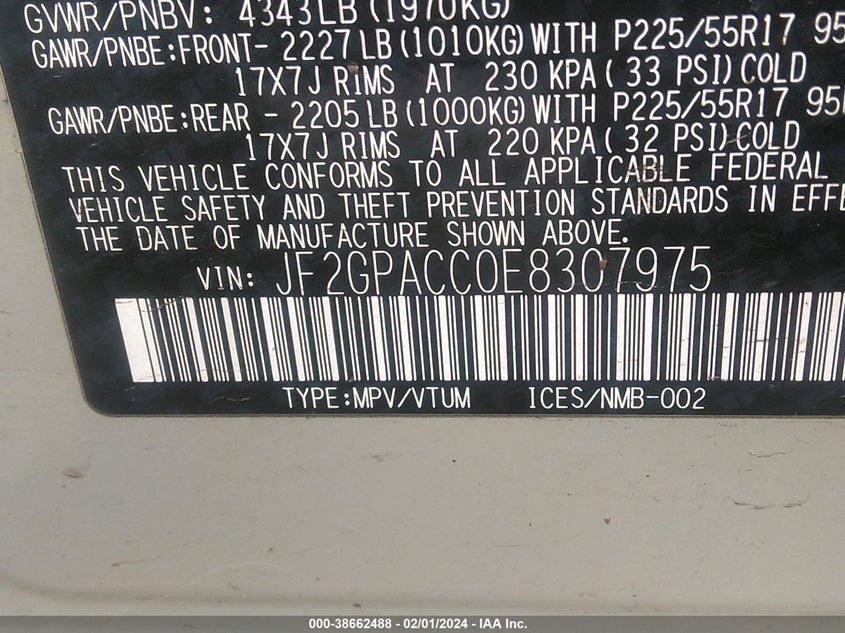 GVWR/PNBV: 4343LB(1970KG)
GAWR/PNBE:FRONT- 2227LB(1010KG)WITH P225/55R17
17X7J RIMS AT 230 KPA(33 PSI)COLD
GAWR/PNBE:REAR - 2205LB(1000KG)WITH P225/55R17
17X7J RIMS AT 220 KPA(32 PSI)COLD
THIS VEHICLE CONFORMS TO ALL APPLICABLE FEDERAL
VEHICLE SAFETY AND THEFT PREVENTION STANDARDS IN EFFE
THE DATE OF MANUFACTURE SHOWN ABOVE.
VIN: JF2GPACC0E8307975
TYPE:MPV/VTUM ICES/NMB-002
000-38662488 - 02/01/2024 - IAA Inc.